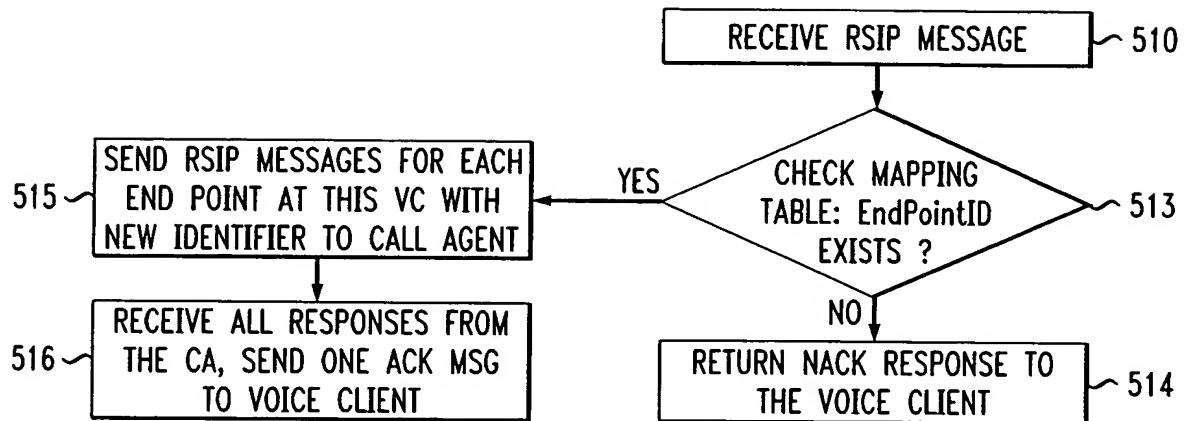 RECEIVE RSIP MESSAGE
510
CHECK MAPPING
TABLE: EndPointID
EXISTS ?
513
YES
NO
SEND RSIP MESSAGES FOR EACH
END POINT AT THIS VC WITH
NEW IDENTIFIER TO CALL AGENT
515
RECEIVE ALL RESPONSES FROM
THE CA, SEND ONE ACK MSG
TO VOICE CLIENT
516
RETURN NACK RESPONSE TO
THE VOICE CLIENT
514